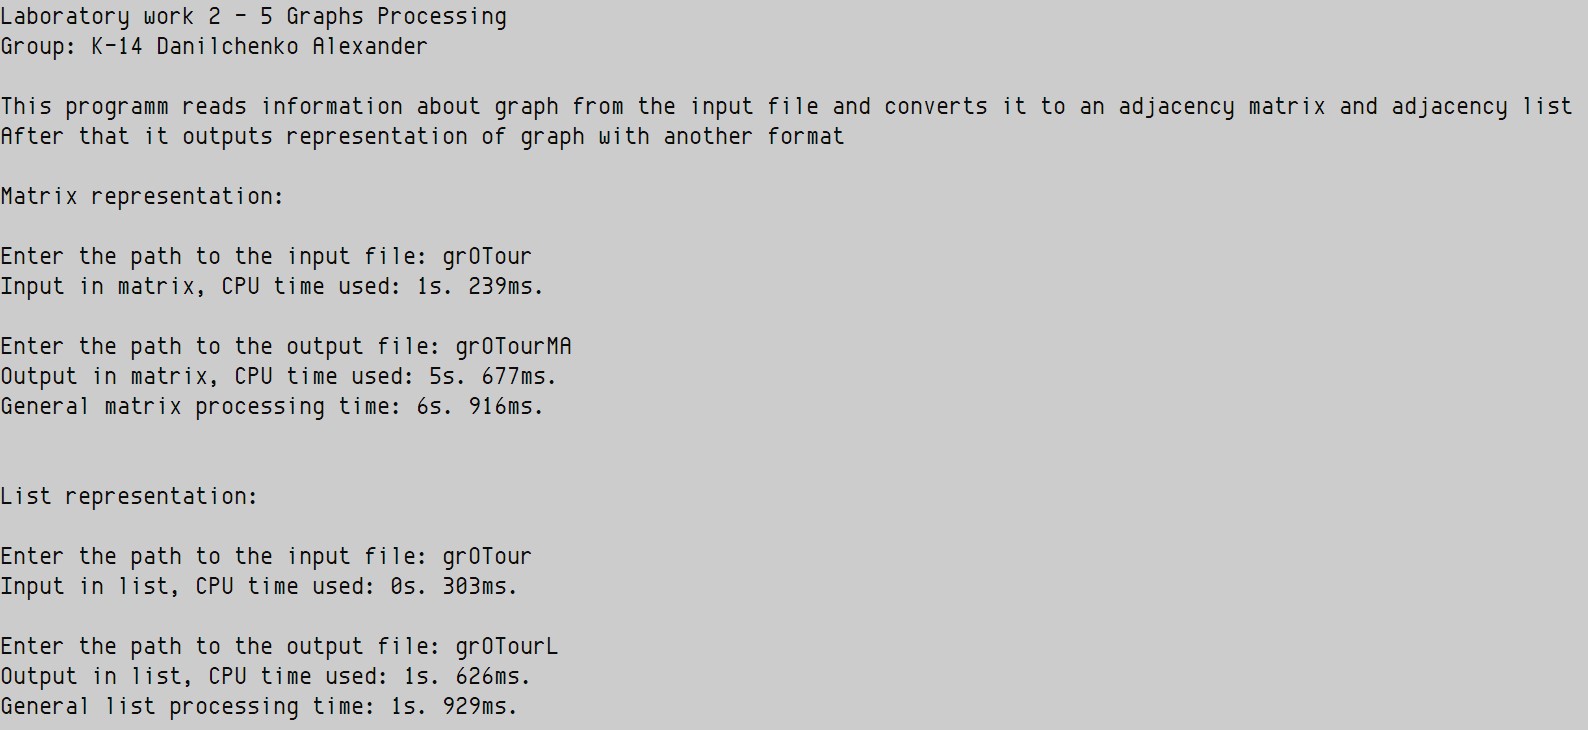 Laboratory work 2 - 5 Graphs Processing
Group: K-14 Danilchenko Alexander
This programm reads information about graph from the input file and converts it to an adjacency matrix and adjacency list
After that it outputs representation of graph with another format
Matrix representation:
Enter the path to the input file: grOTour
Input in matrix, CPU time used: 1s. 239ms.
Enter the path to the output file: grOTourMA
Output in matrix, CPU time used: 5s. 677ms.
General matrix processing time: 6s. 916ms.
List representation:
Enter the path to the input file: grOTour
Input in list, CPU time used: 0s. 303ms.
Enter the path to the output file: grOTourL
Output in list, CPU time used: 1s. 626ms.
General list processing time: 1s. 929ms.